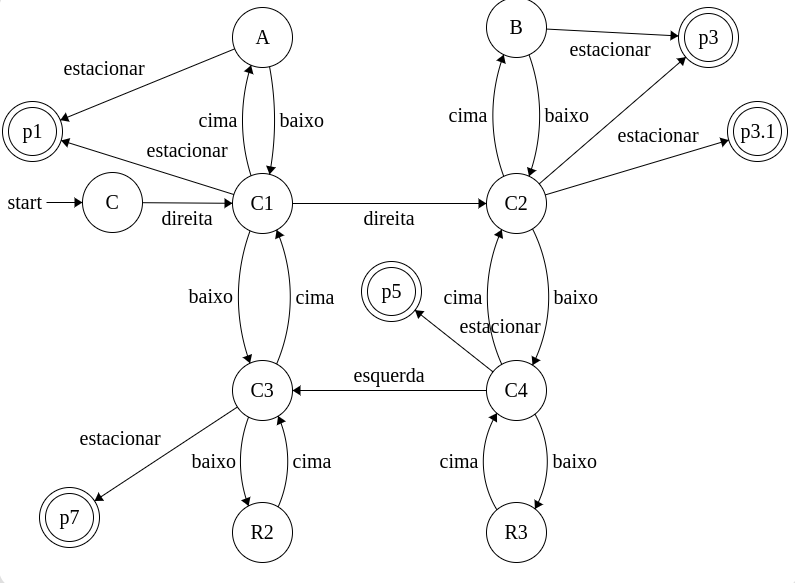 A
B
p3
estacionar
estacionar
cima
baixo
cima
baixo
p1
estacionar
estacionar
p3.1
start
C
direita
C1
direita
C2
baixo
cima
p5
cima
baixo
estacionar
esquerda
C3
C4
estacionar
baixo
cima
cima
baixo
p7
R2
R3